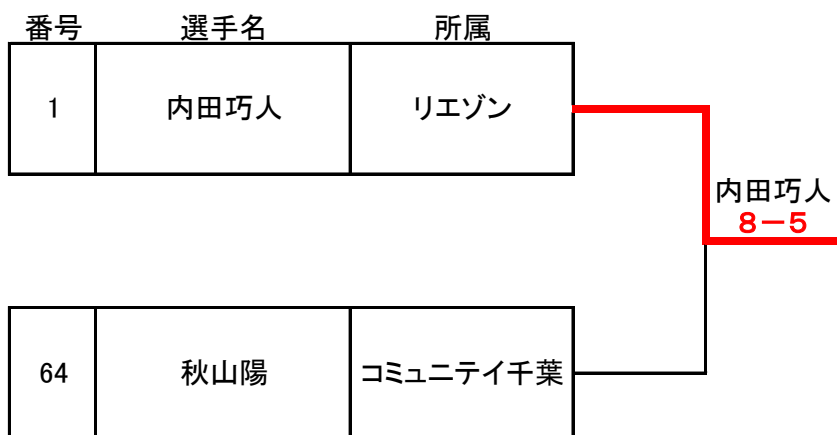 番号 選手名 所属
1 内田巧人 リエゾン
内田巧人
8－5
64 秋山陽 コミュニテイ千葉